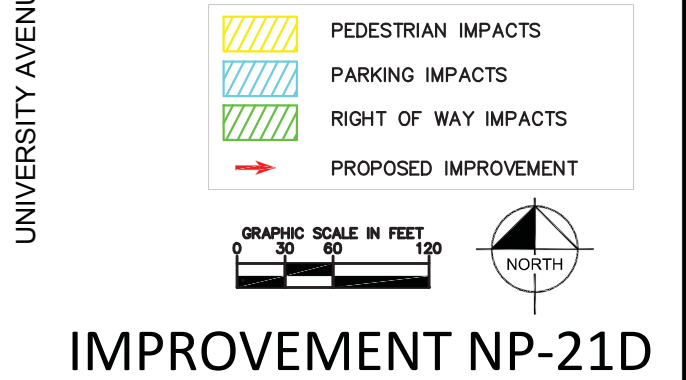 UNIVERSITY
PEDESTRIAN IMPACTS
PARKING IMPACTS
RIGHT OF WAY IMPACTS
PROPOSED IMPROVEMENT
GRAPHIC SCALE IN FEET
0 30 60 120
NORTH
IMPROVEMENT NP-21D